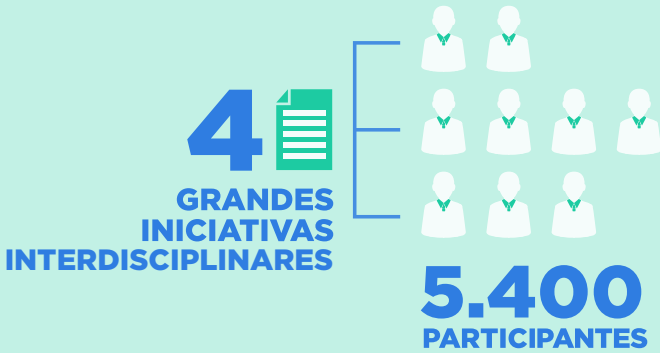 4
GRANDES
INICIATIVAS
INTERDISCIPLINARES
5.400
PARTICIPANTES